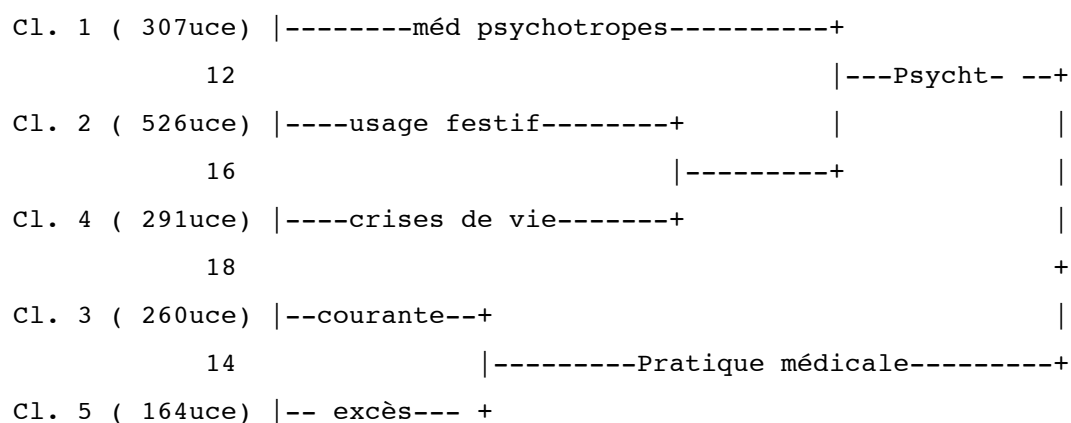 Cl. 1 ( 307uce) |--------méd psychotropes----------+
12 |---Psycht- --+
Cl. 2 ( 526uce) |----usage festif--------+ | |
16 |---------+ |
Cl. 4 ( 291uce) |----crises de vie-------+ |
18 +
Cl. 3 ( 260uce) |--courante--+ |
14 |---------Pratique médicale---------+
Cl. 5 ( 164uce) |-- excès--- +